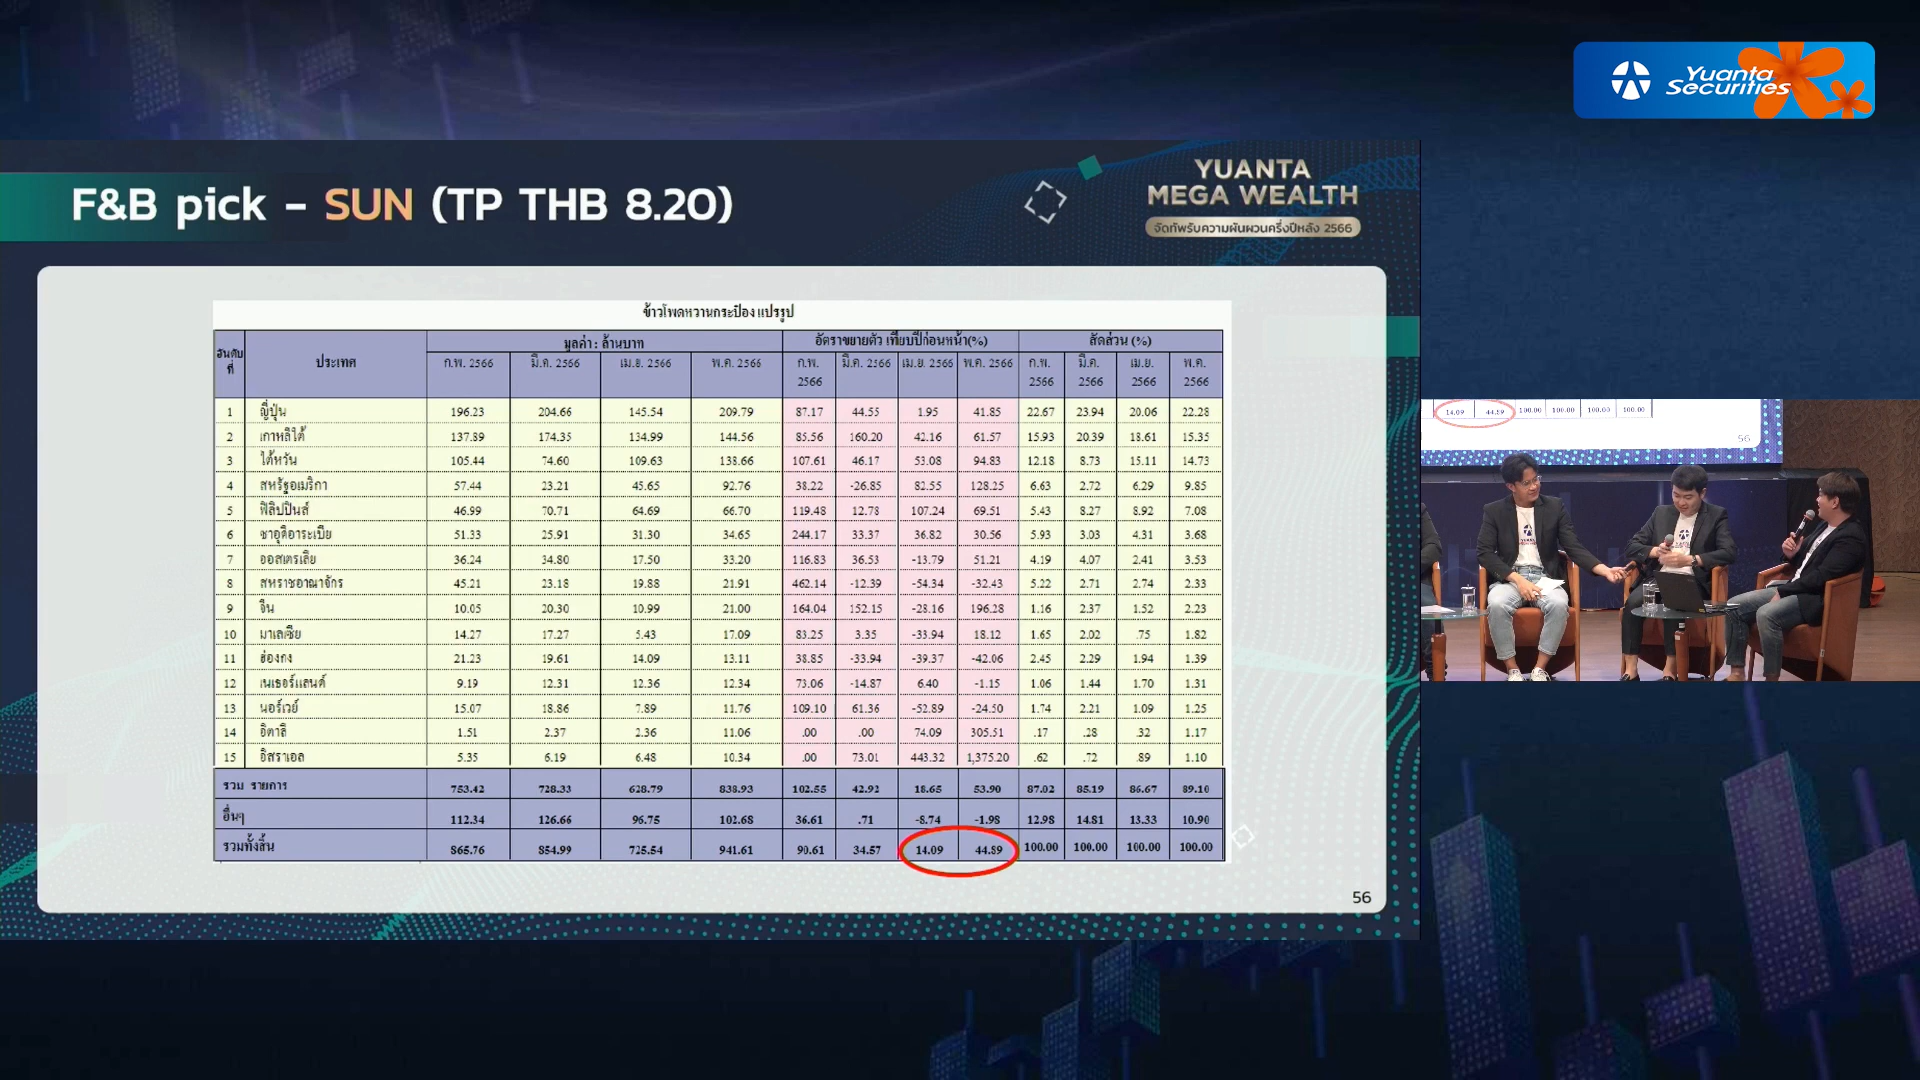 Yuanta
Securities
F&B pick – SUN (TP THB 8.20)
YUANTA
MEGA WEALTH
จัดทัพรับความผันผวนครึ่งปีหลัง 2566
ข้าวโพดหวานกระป๋อง แปรรูป
อันดับที่ ประเทศ มูลค่า : ล้านบาท อัตราขยายตัว เทียบปีก่อนหน้า(%) สัดส่วน (%)
ก.พ. 2566 มี.ค. 2566 เม.ย. 2566 พ.ค. 2566 ก.พ. 2566 มี.ค. 2566 เม.ย. 2566 พ.ค. 2566 ก.พ. 2566 มี.ค. 2566 เม.ย. 2566 พ.ค. 2566
1 ญี่ปุ่น 196.23 204.66 145.54 209.79 87.17 44.55 1.95 41.85 22.67 23.94 20.06 22.28
2 เกาหลีใต้ 137.89 174.35 134.99 144.56 85.56 160.20 42.16 61.57 15.93 20.39 18.61 15.35
3 ไต้หวัน 105.44 74.60 109.63 138.66 107.61 46.17 53.08 94.83 12.18 8.73 15.11 14.73
4 สหรัฐอเมริกา 57.44 23.21 45.65 92.76 38.22 -26.85 82.55 128.25 6.63 2.72 6.29 9.85
5 ฟิลิปปินส์ 46.99 70.71 64.69 66.70 119.48 12.78 107.24 69.51 5.43 8.27 8.92 7.08
6 ซาอุดีอาระเบีย 51.33 25.91 31.30 34.65 244.17 33.37 36.82 30.56 5.93 3.03 4.31 3.68
7 ออสเตรเลีย 36.24 34.80 17.50 33.20 116.83 36.53 -13.79 51.21 4.19 4.07 2.41 3.53
8 สหราชอาณาจักร 45.21 23.18 19.88 21.91 462.14 -12.39 -54.34 -32.43 5.22 2.71 2.74 2.33
9 จีน 10.05 20.30 10.99 21.00 164.04 152.15 -28.16 196.28 1.16 2.37 1.52 2.23
10 มาเลเซีย 14.27 17.27 5.43 17.09 83.25 3.35 -33.94 18.12 1.65 2.02 .75 1.82
11 ฮ่องกง 21.23 19.61 14.09 13.11 38.85 -33.94 -39.37 -42.06 2.45 2.29 1.94 1.39
12 เนเธอร์แลนด์ 9.19 12.31 12.36 12.34 73.06 -14.87 6.40 -1.15 1.06 1.44 1.70 1.31
13 นอร์เวย์ 15.07 18.86 7.89 11.76 109.10 61.36 -52.89 -24.50 1.74 2.21 1.09 1.25
14 อิตาลี 1.51 2.37 2.36 11.06 .00 .00 74.09 305.51 .17 .28 .32 1.17
15 อิสราเอล 5.35 6.19 6.48 10.34 .00 73.01 443.32 1,375.20 .62 .72 .89 1.10
รวม รายการ 753.42 728.33 628.79 838.93 102.55 42.92 18.65 53.90 87.02 85.19 86.67 89.10
อื่นๆ 112.34 126.66 96.75 102.68 36.61 .71 -8.74 -1.98 12.98 14.81 13.33 10.90
รวมทั้งสิ้น 865.76 854.99 725.54 941.61 90.61 34.57 14.09 44.89 100.00 100.00 100.00 100.00
56
14.09 44.89 100.00 100.00 100.00 100.00
56